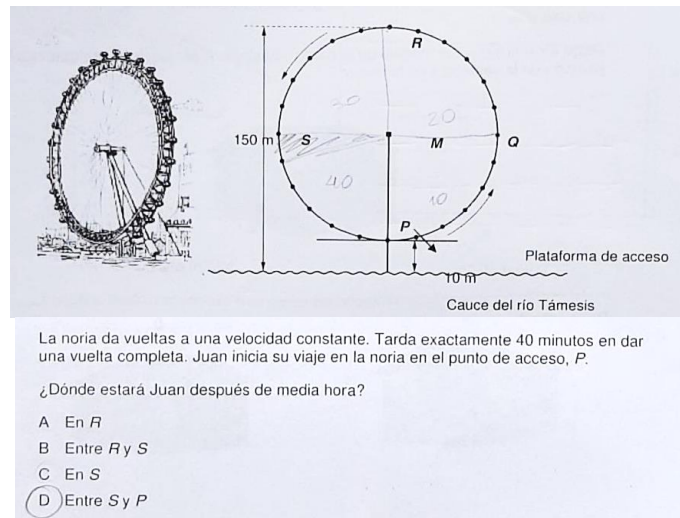 R
20
20
150 m
S
M
Q
40
10
P
Plataforma de acceso
10 m
Cauce del río Támesis
La noria da vueltas a una velocidad constante. Tarda exactamente 40 minutos en dar
una vuelta completa. Juan inicia su viaje en la noria en el punto de acceso, P.
¿Dónde estará Juan después de media hora?
A En R
B Entre R y S
C En S
D Entre S y P